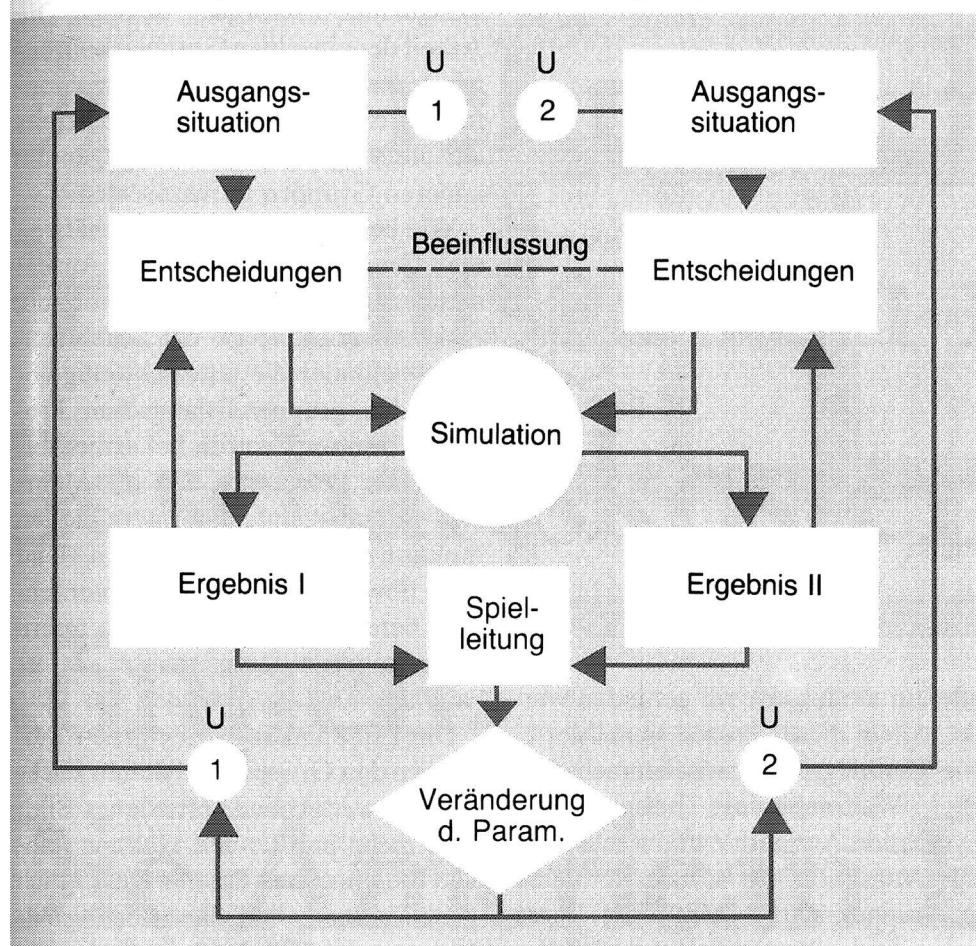 U
U
Ausgangs-
situation
1
2
Ausgangs-
situation
Entscheidungen
Beeinflussung
Entscheidungen
Simulation
Ergebnis I
Ergebnis II
Spiel-
leitung
U
U
1
2
Veränderung
d. Param.